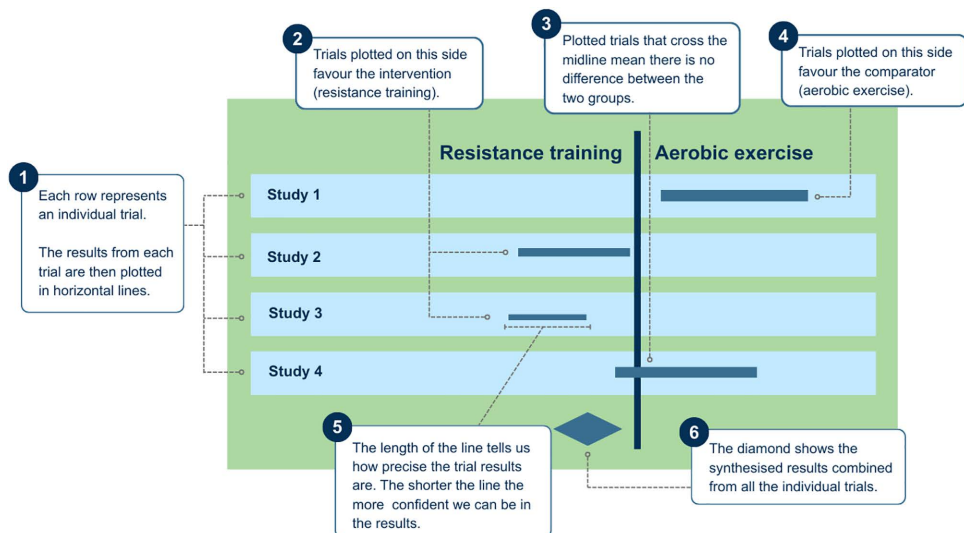 1
Each row represents
an individual trial.
The results from each
trial are then plotted
in horizontal lines.
2
Trials plotted on this side
favour the intervention
(resistance training).
3
Plotted trials that cross the
midline mean there is no
difference between the
two groups.
4
Trials plotted on this side
favour the comparator
(aerobic exercise).
Resistance training
Aerobic exercise
Study 1
Study 2
Study 3
Study 4
5
The length of the line tells us
how precise the trial results
are. The shorter the line the
more confident we can be in
the results.
6
The diamond shows the
synthesised results combined
from all the individual trials.